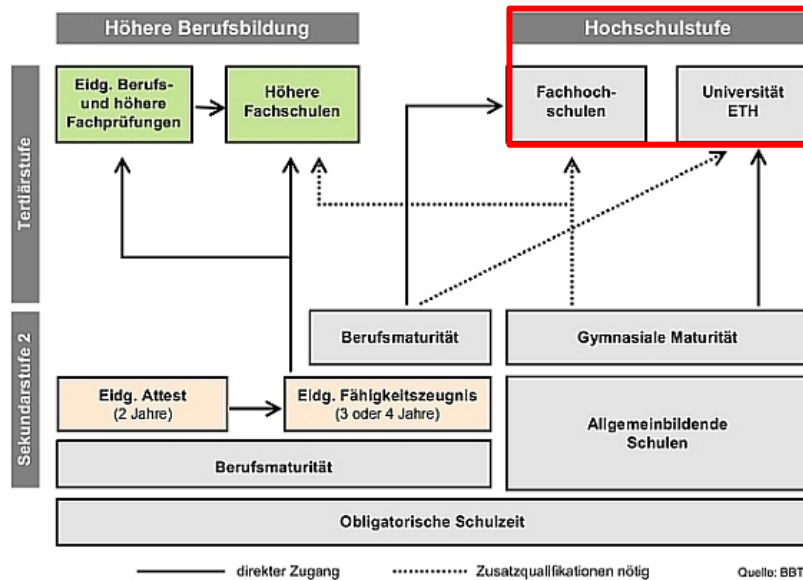 Höhere Berufsbildung
Hochschulstufe
Tertiärstufe
Eidg. Berufs-
und höhere
Fachprüfungen
Höhere
Fachschulen
Fachhoch-
schulen
Universität
ETH
Sekundarstufe 2
Berufsmaturität
Gymnasiale Maturität
Eidg. Attest
(2 Jahre)
Eidg. Fähigkeitszeugnis
(3 oder 4 Jahre)
Allgemeinbildende
Schulen
Berufsmaturität
Obligatorische Schulzeit
direkter Zugang
Zusatzqualifikationen nötig
Quelle: BBT